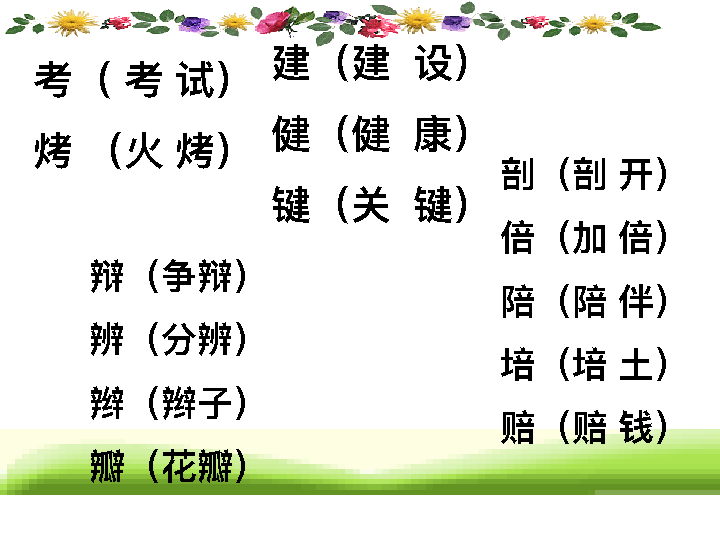 考（ 考 试）
烤 （火 烤）
建（建 设）
健（健 康）
键（关 键）
辩（争辩）
辨（分辨）
辫（辫子）
瓣（花瓣）
剖（剖 开）
倍（加 倍）
陪（陪 伴）
培（培 土）
赔（赔 钱）